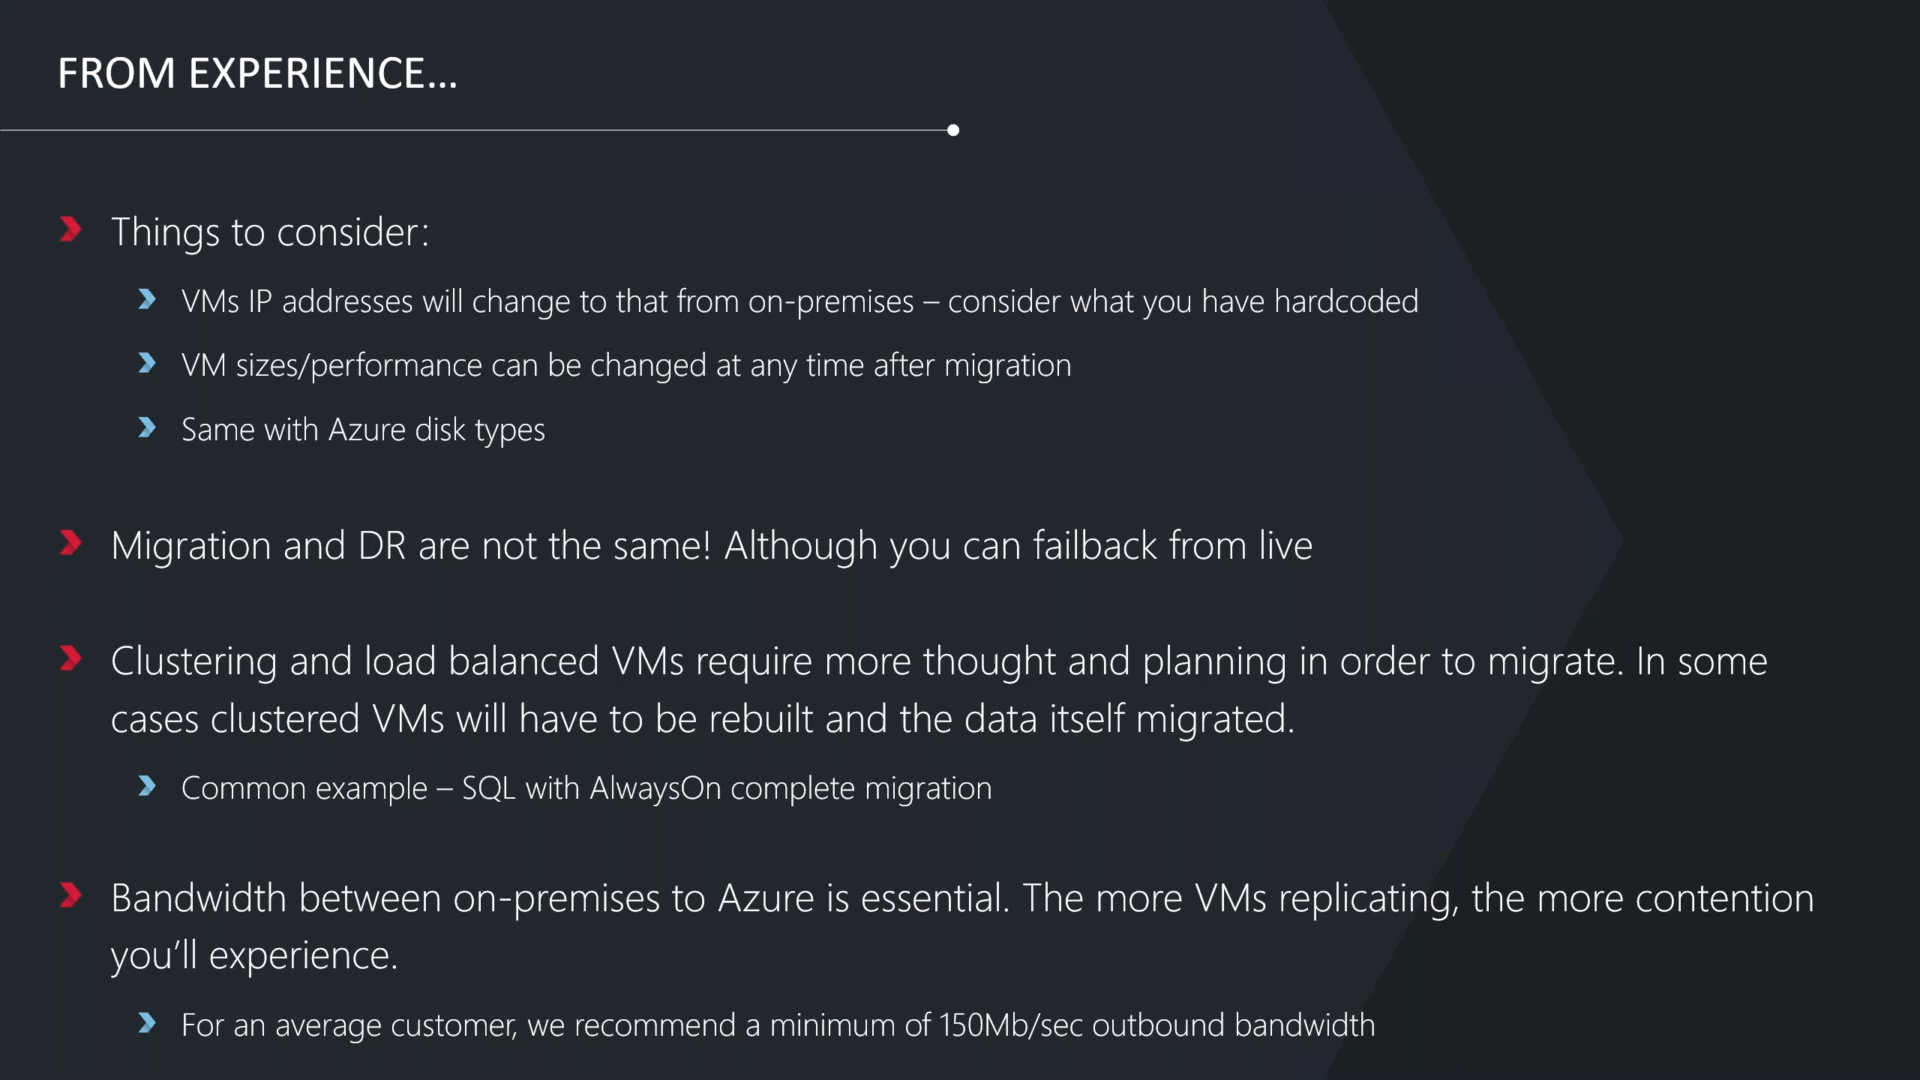 FROM EXPERIENCE...
Things to consider:
VMs IP addresses will change to that from on-premises – consider what you have hardcoded
VM sizes/performance can be changed at any time after migration
Same with Azure disk types
Migration and DR are not the same! Although you can failback from live
Clustering and load balanced VMs require more thought and planning in order to migrate. In some
cases clustered VMs will have to be rebuilt and the data itself migrated.
Common example – SQL with AlwaysOn complete migration
Bandwidth between on-premises to Azure is essential. The more VMs replicating, the more contention
you’ll experience.
For an average customer, we recommend a minimum of 150Mb/sec outbound bandwidth